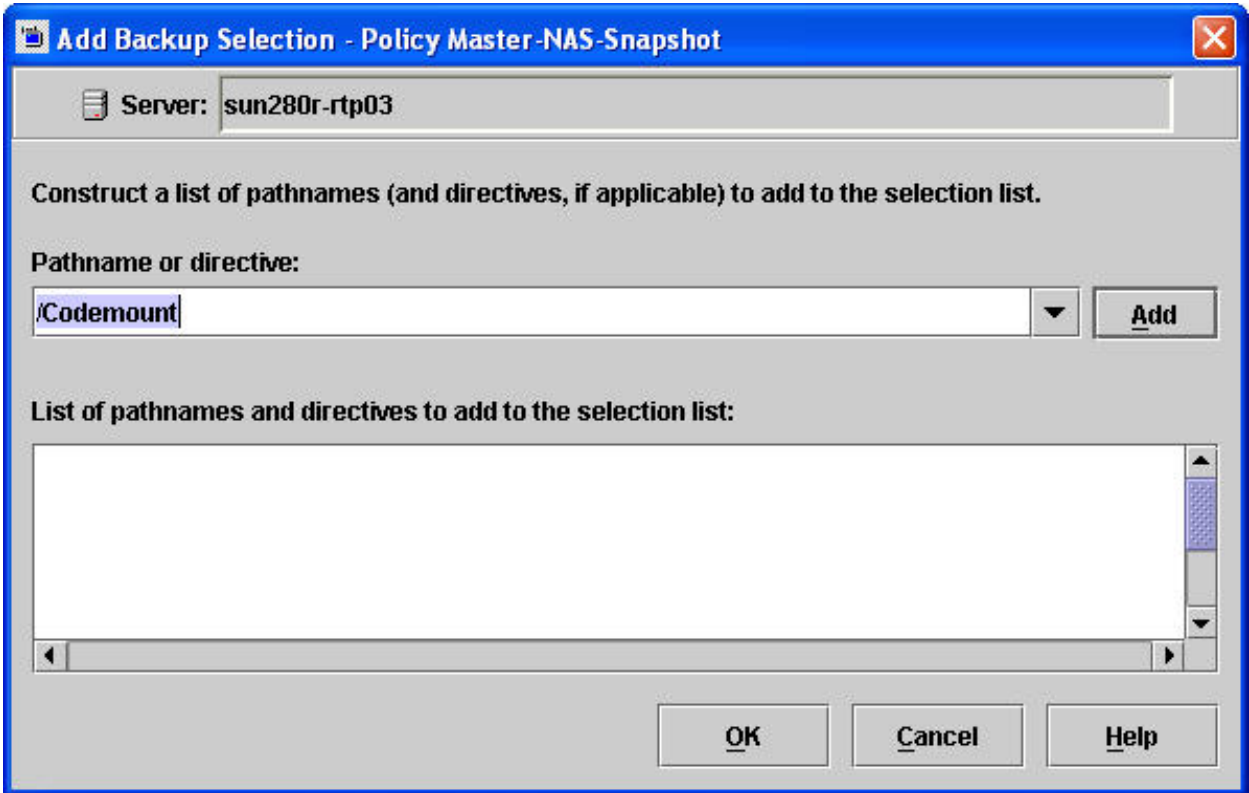 Add Backup Selection - Policy Master-NAS-Snapshot
Server: sun280r-rtp03
Construct a list of pathnames (and directives, if applicable) to add to the selection list.
Pathname or directive:
/Codemount
Add
List of pathnames and directives to add to the selection list:
OK Cancel Help